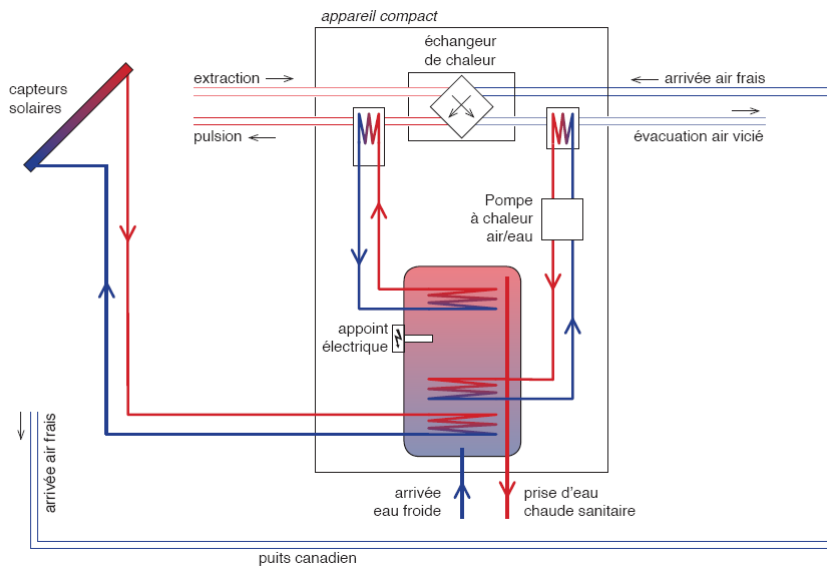 appareil compact
échangeur
de chaleur
capteurs
solaires
extraction
arrivée air frais
pulsion
évacuation air vicié
Pompe
à chaleur
air/eau
appoint
électrique
arrivée air frais
arrivée
eau froide
prise d'eau
chaude sanitaire
puits canadien